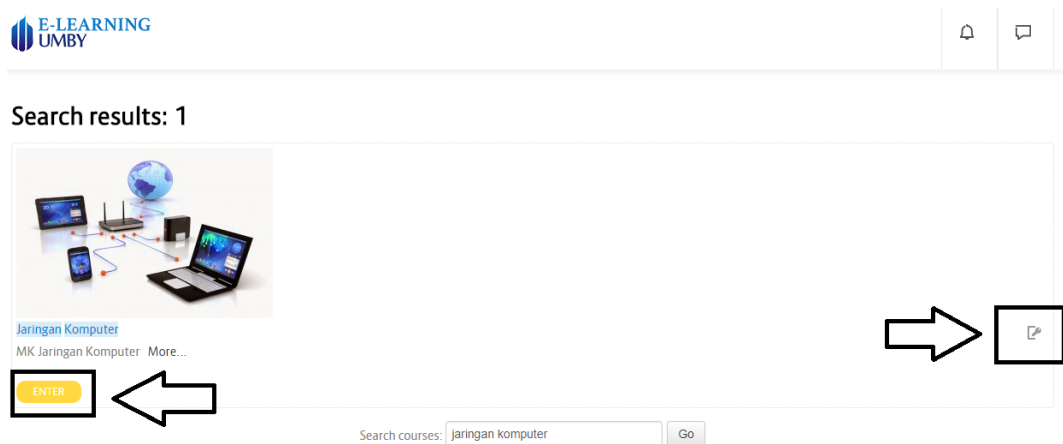 E-LEARNING
UMBY
Search results: 1
Jaringan Komputer
MK Jaringan Komputer More...
ENTER
Search courses: jaringan komputer Go